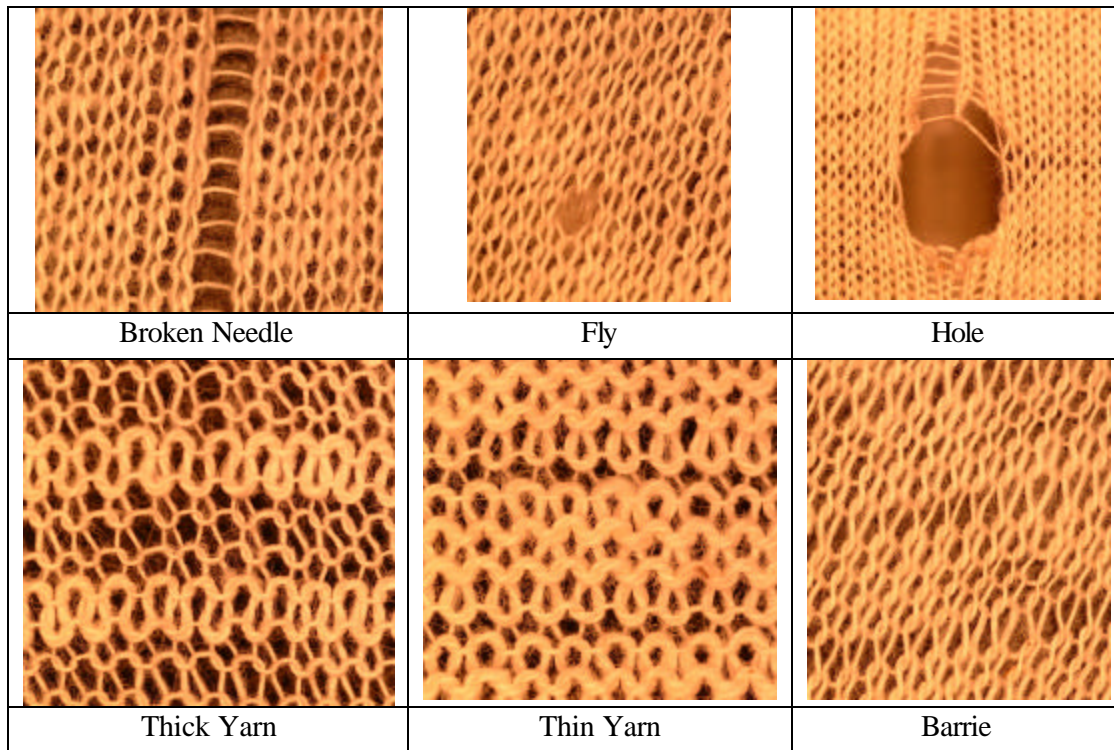 Broken Needle
Fly
Hole
Thick Yarn
Thin Yarn
Barrie